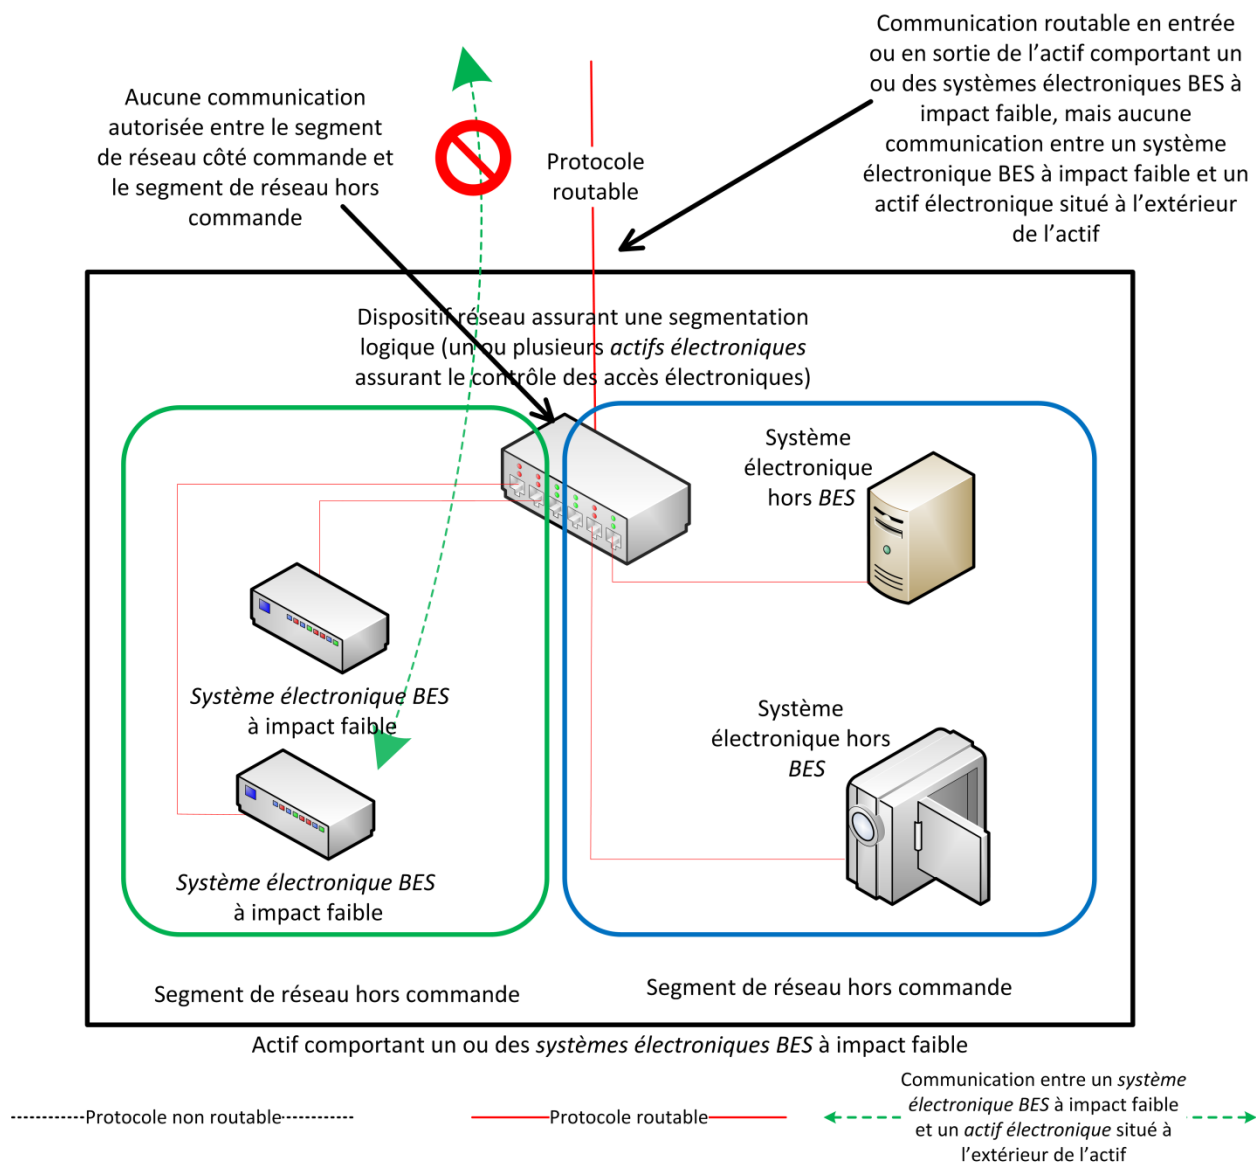 Aucune communication
autorisée entre le segment
de réseau côté commande et
le segment de réseau hors
commande
Protocole
routable
Communication routable en entrée
ou en sortie de l’actif comportant un
ou des systèmes électroniques BES à
impact faible, mais aucune
communication entre un système
électronique BES à impact faible et un
actif électronique situé à l’extérieur
de l’actif
Dispositif réseau assurant une segmentation
logique (un ou plusieurs actifs électroniques
assurant le contrôle des accès électroniques)
Système
électronique
hors BES
Système électronique BES
à impact faible
Système
électronique hors
BES
Système électronique BES
à impact faible
Segment de réseau hors commande
Segment de réseau hors commande
Actif comportant un ou des systèmes électroniques BES à impact faible
Protocole non routable
Protocole routable
Communication entre un système
électronique BES à impact faible
et un actif électronique situé à
l’extérieur de l’actif